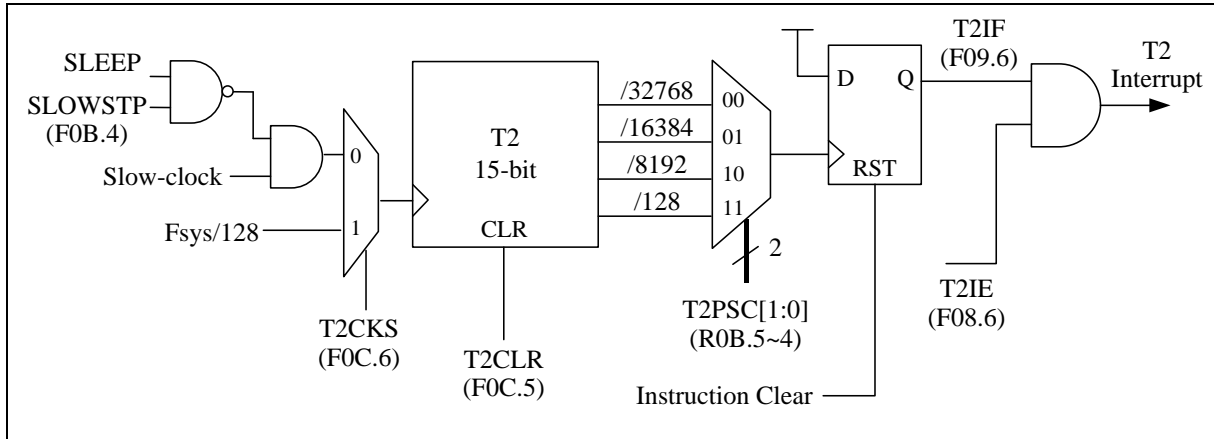 SLEEP
SLOWSTP
(F0B.4)
Slow-clock
Fsys/128
0
1
T2CKS
(F0C.6)
T2
15-bit
CLR
T2CLR
(F0C.5)
/32768
/16384
/8192
/128
00
01
10
11
2
T2PSC[1:0]
(R0B.5~4)
D
Q
RST
Instruction Clear
T2IF
(F09.6)
T2IE
(F08.6)
T2
Interrupt